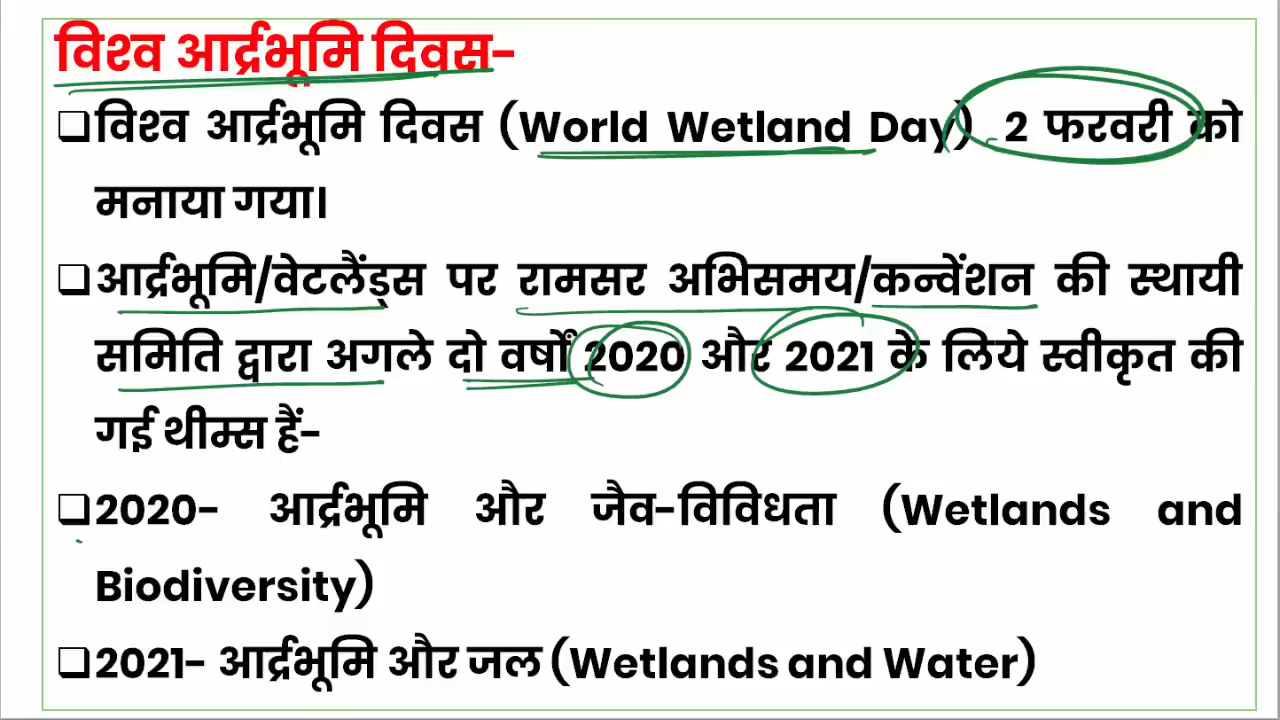 विश्व आर्द्रभूमि दिवस-
❑विश्व आर्द्रभूमि दिवस (World Wetland Day) 2 फरवरी को
मनाया गया।
❑आर्द्रभूमि/वेटलैंड्स पर रामसर अभिसमय/कन्वेंशन की स्थायी
समिति द्वारा अगले दो वर्षों 2020 और 2021 के लिये स्वीकृत की
गई थीम्स हैं-
❑2020- आर्द्रभूमि और जैव-विविधता (Wetlands and
Biodiversity)
❑2021- आर्द्रभूमि और जल (Wetlands and Water)